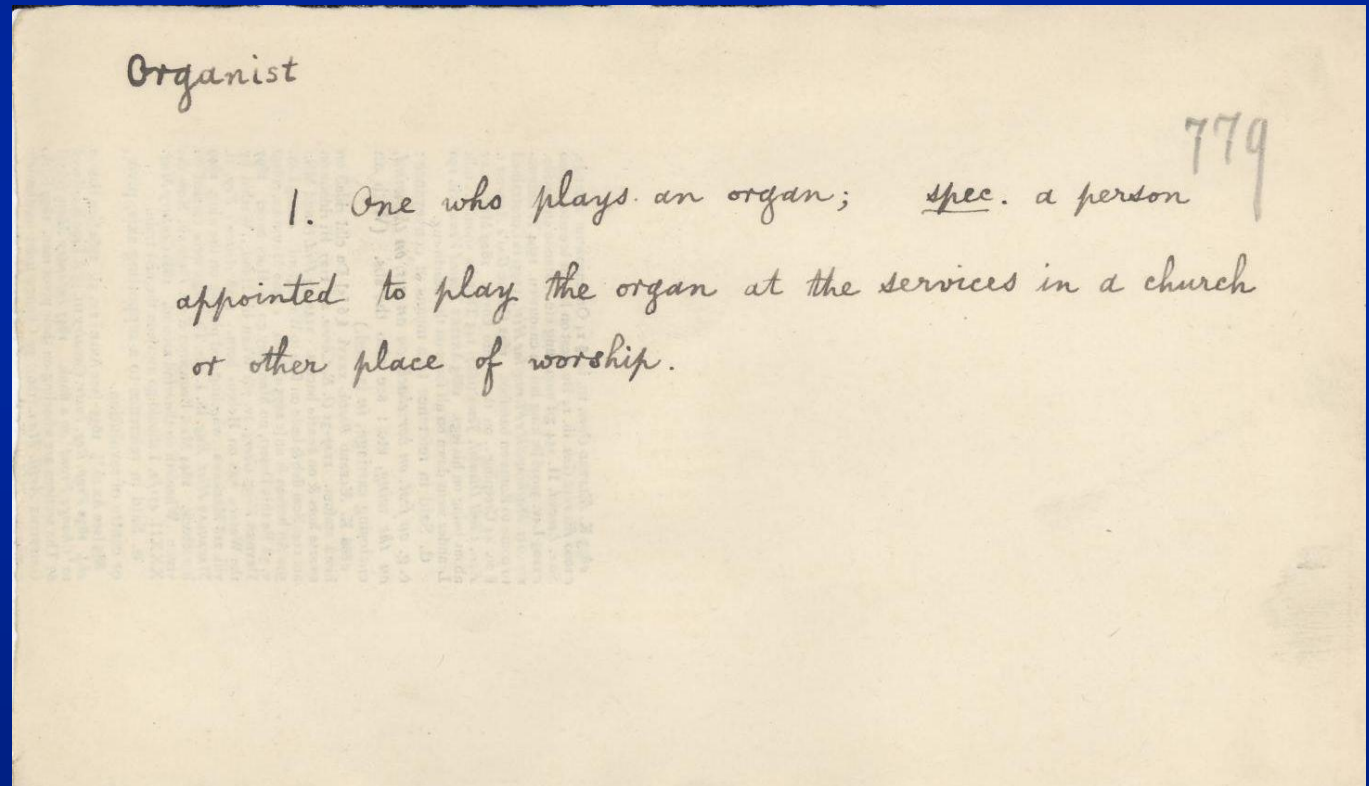 Organist
779
1. One who plays an organ; spec. a person
appointed to play the organ at the services in a church
or other place of worship.